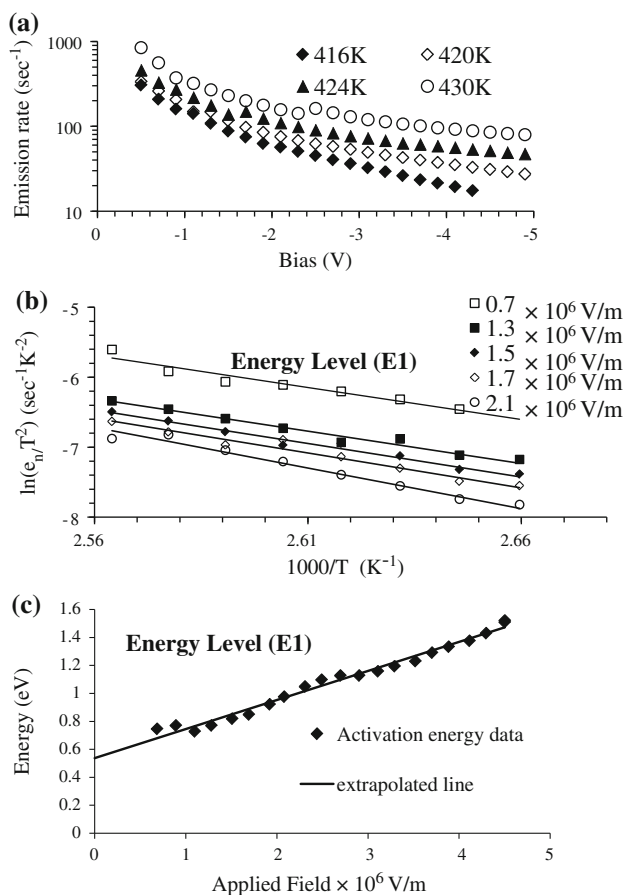 (a)
1000
100
10
Emission rate (sec⁻¹)
416K
420K
424K
430K
0
-1
-2
-3
-4
-5
Bias (V)
(b)
-5
-6
-7
-8
ln(eₙ/T²) (sec⁻¹K⁻²)
Energy Level (E1)
0.7 × 10⁶ V/m
1.3 × 10⁶ V/m
1.5 × 10⁶ V/m
1.7 × 10⁶ V/m
2.1 × 10⁶ V/m
2.56
2.61
2.66
1000/T (K⁻¹)
(c)
1.6
1.4
1.2
1
0.8
0.6
0.4
0.2
0
Energy (eV)
Energy Level (E1)
Activation energy data
extrapolated line
0
1
2
3
4
5
Applied Field × 10⁶ V/m